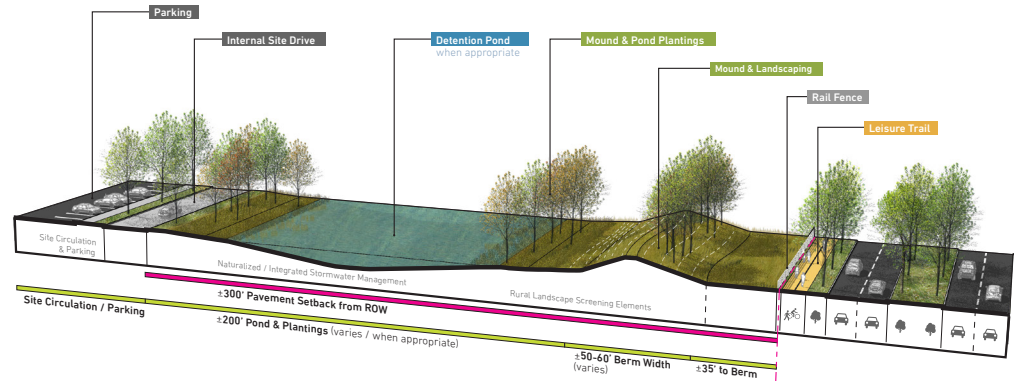 Parking
Internal Site Drive
Detention Pond
when appropriate
Mound & Pond Plantings
Mound & Landscaping
Rail Fence
Leisure Trail
Site Circulation
& Parking
Naturalized / Integrated Stormwater Management
Rural Landscape Screening Elements
±300' Pavement Setback from ROW
Site Circulation / Parking
±200' Pond & Plantings (varies / when appropriate)
±50-60' Berm Width
(varies)
±35' to Berm